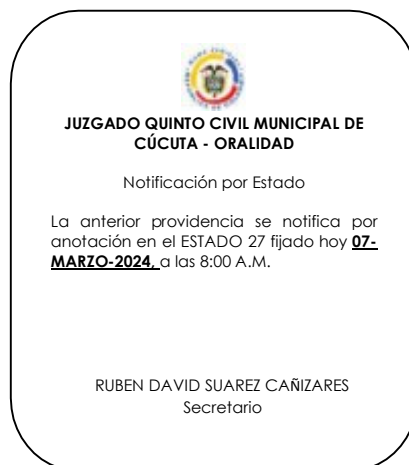 JUZGADO QUINTO CIVIL MUNICIPAL DE
CÚCUTA - ORALIDAD
Notificación por Estado
La anterior providencia se notifica por
anotación en el ESTADO 27 fijado hoy 07-
MARZO-2024, a las 8:00 A.M.
RUBEN DAVID SUAREZ CAÑIZARES
Secretario